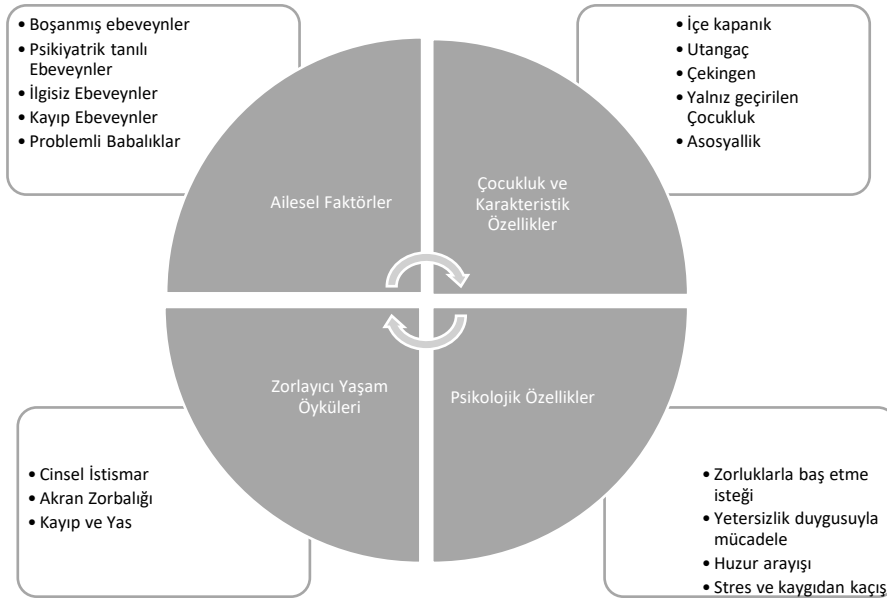 • Boşanmış ebeveynler
• Psikiyatrik tanılı
Ebeveynler
• İlgisiz Ebeveynler
• Kayıp Ebeveynler
• Problemli Babalıklar
• İçe kapanık
• Utangaç
• Çekingen
• Yalnız geçirilen
Çocukluk
• Asosyallik
Ailesel Faktörler
Çocukluk ve
Karakteristik
Özellikler
Zorlayıcı Yaşam
Öyküleri
Psikolojik Özellikler
• Cinsel İstismar
• Akran Zorbalığı
• Kayıp ve Yas
• Zorluklarla baş etme
isteği
• Yetersizlik duygusuyla
mücadele
• Huzur arayışı
• Stres ve kaygıdan kaçış